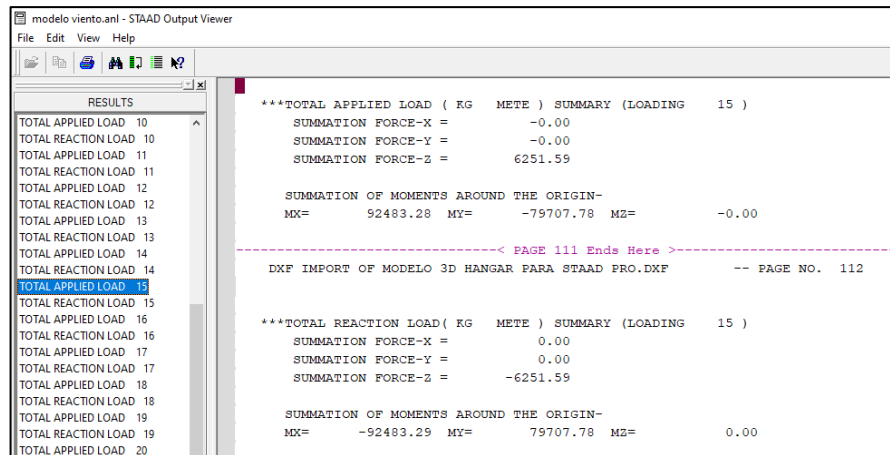 modelo viento.anl - STAAD Output Viewer
File Edit View Help
RESULTS
TOTAL APPLIED LOAD 10
TOTAL REACTION LOAD 10
TOTAL APPLIED LOAD 11
TOTAL REACTION LOAD 11
TOTAL APPLIED LOAD 12
TOTAL REACTION LOAD 12
TOTAL APPLIED LOAD 13
TOTAL REACTION LOAD 13
TOTAL APPLIED LOAD 14
TOTAL REACTION LOAD 14
TOTAL APPLIED LOAD 15
TOTAL REACTION LOAD 15
TOTAL APPLIED LOAD 16
TOTAL REACTION LOAD 16
TOTAL APPLIED LOAD 17
TOTAL REACTION LOAD 17
TOTAL APPLIED LOAD 18
TOTAL REACTION LOAD 18
TOTAL APPLIED LOAD 19
TOTAL REACTION LOAD 19
TOTAL APPLIED LOAD 20
***TOTAL APPLIED LOAD ( KG METE ) SUMMARY (LOADING 15 )
SUMMATION FORCE-X = -0.00
SUMMATION FORCE-Y = -0.00
SUMMATION FORCE-Z = 6251.59
SUMMATION OF MOMENTS AROUND THE ORIGIN-
MX= 92483.28 MY= -79707.78 MZ= -0.00
--------------------------------< PAGE 111 Ends Here >---------------------------
DXF IMPORT OF MODELO 3D HANGAR PARA STAAD PRO.DXF -- PAGE NO. 112
***TOTAL REACTION LOAD( KG METE ) SUMMARY (LOADING 15 )
SUMMATION FORCE-X = 0.00
SUMMATION FORCE-Y = 0.00
SUMMATION FORCE-Z = -6251.59
SUMMATION OF MOMENTS AROUND THE ORIGIN-
MX= -92483.29 MY= 79707.78 MZ= 0.00